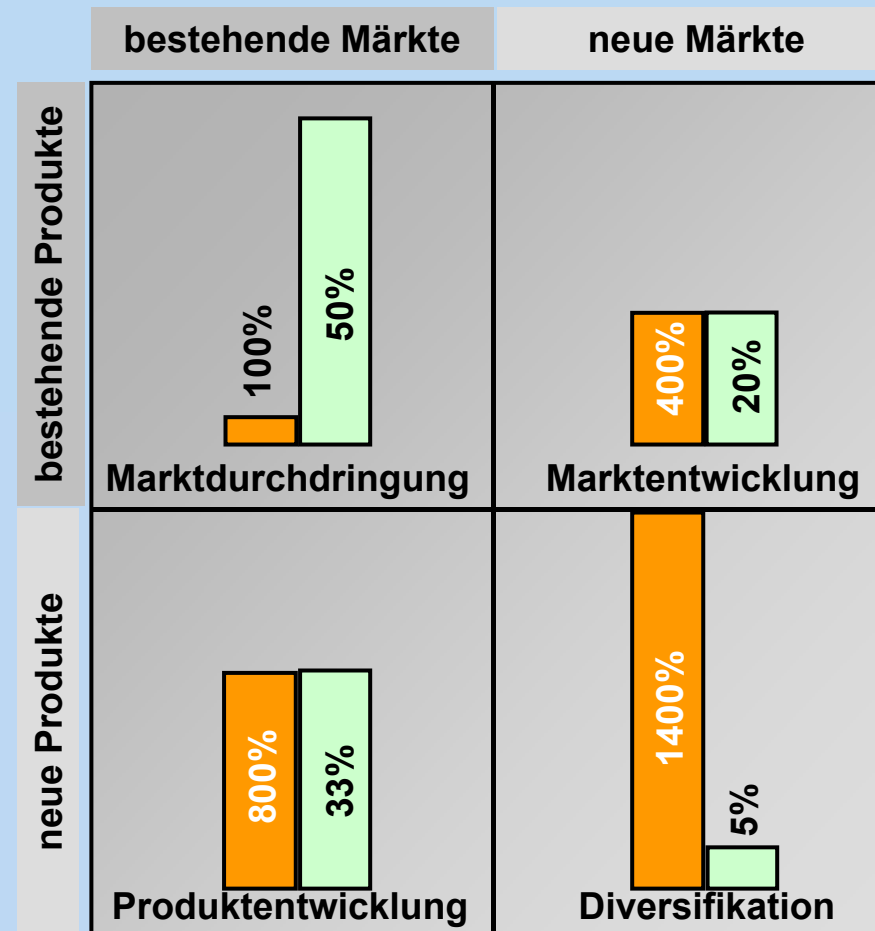 bestehende Märkte
neue Märkte
bestehende Produkte
100%
50%
Marktdurchdringung
400%
20%
Marktentwicklung
neue Produkte
800%
33%
Produktentwicklung
1400%
5%
Diversifikation